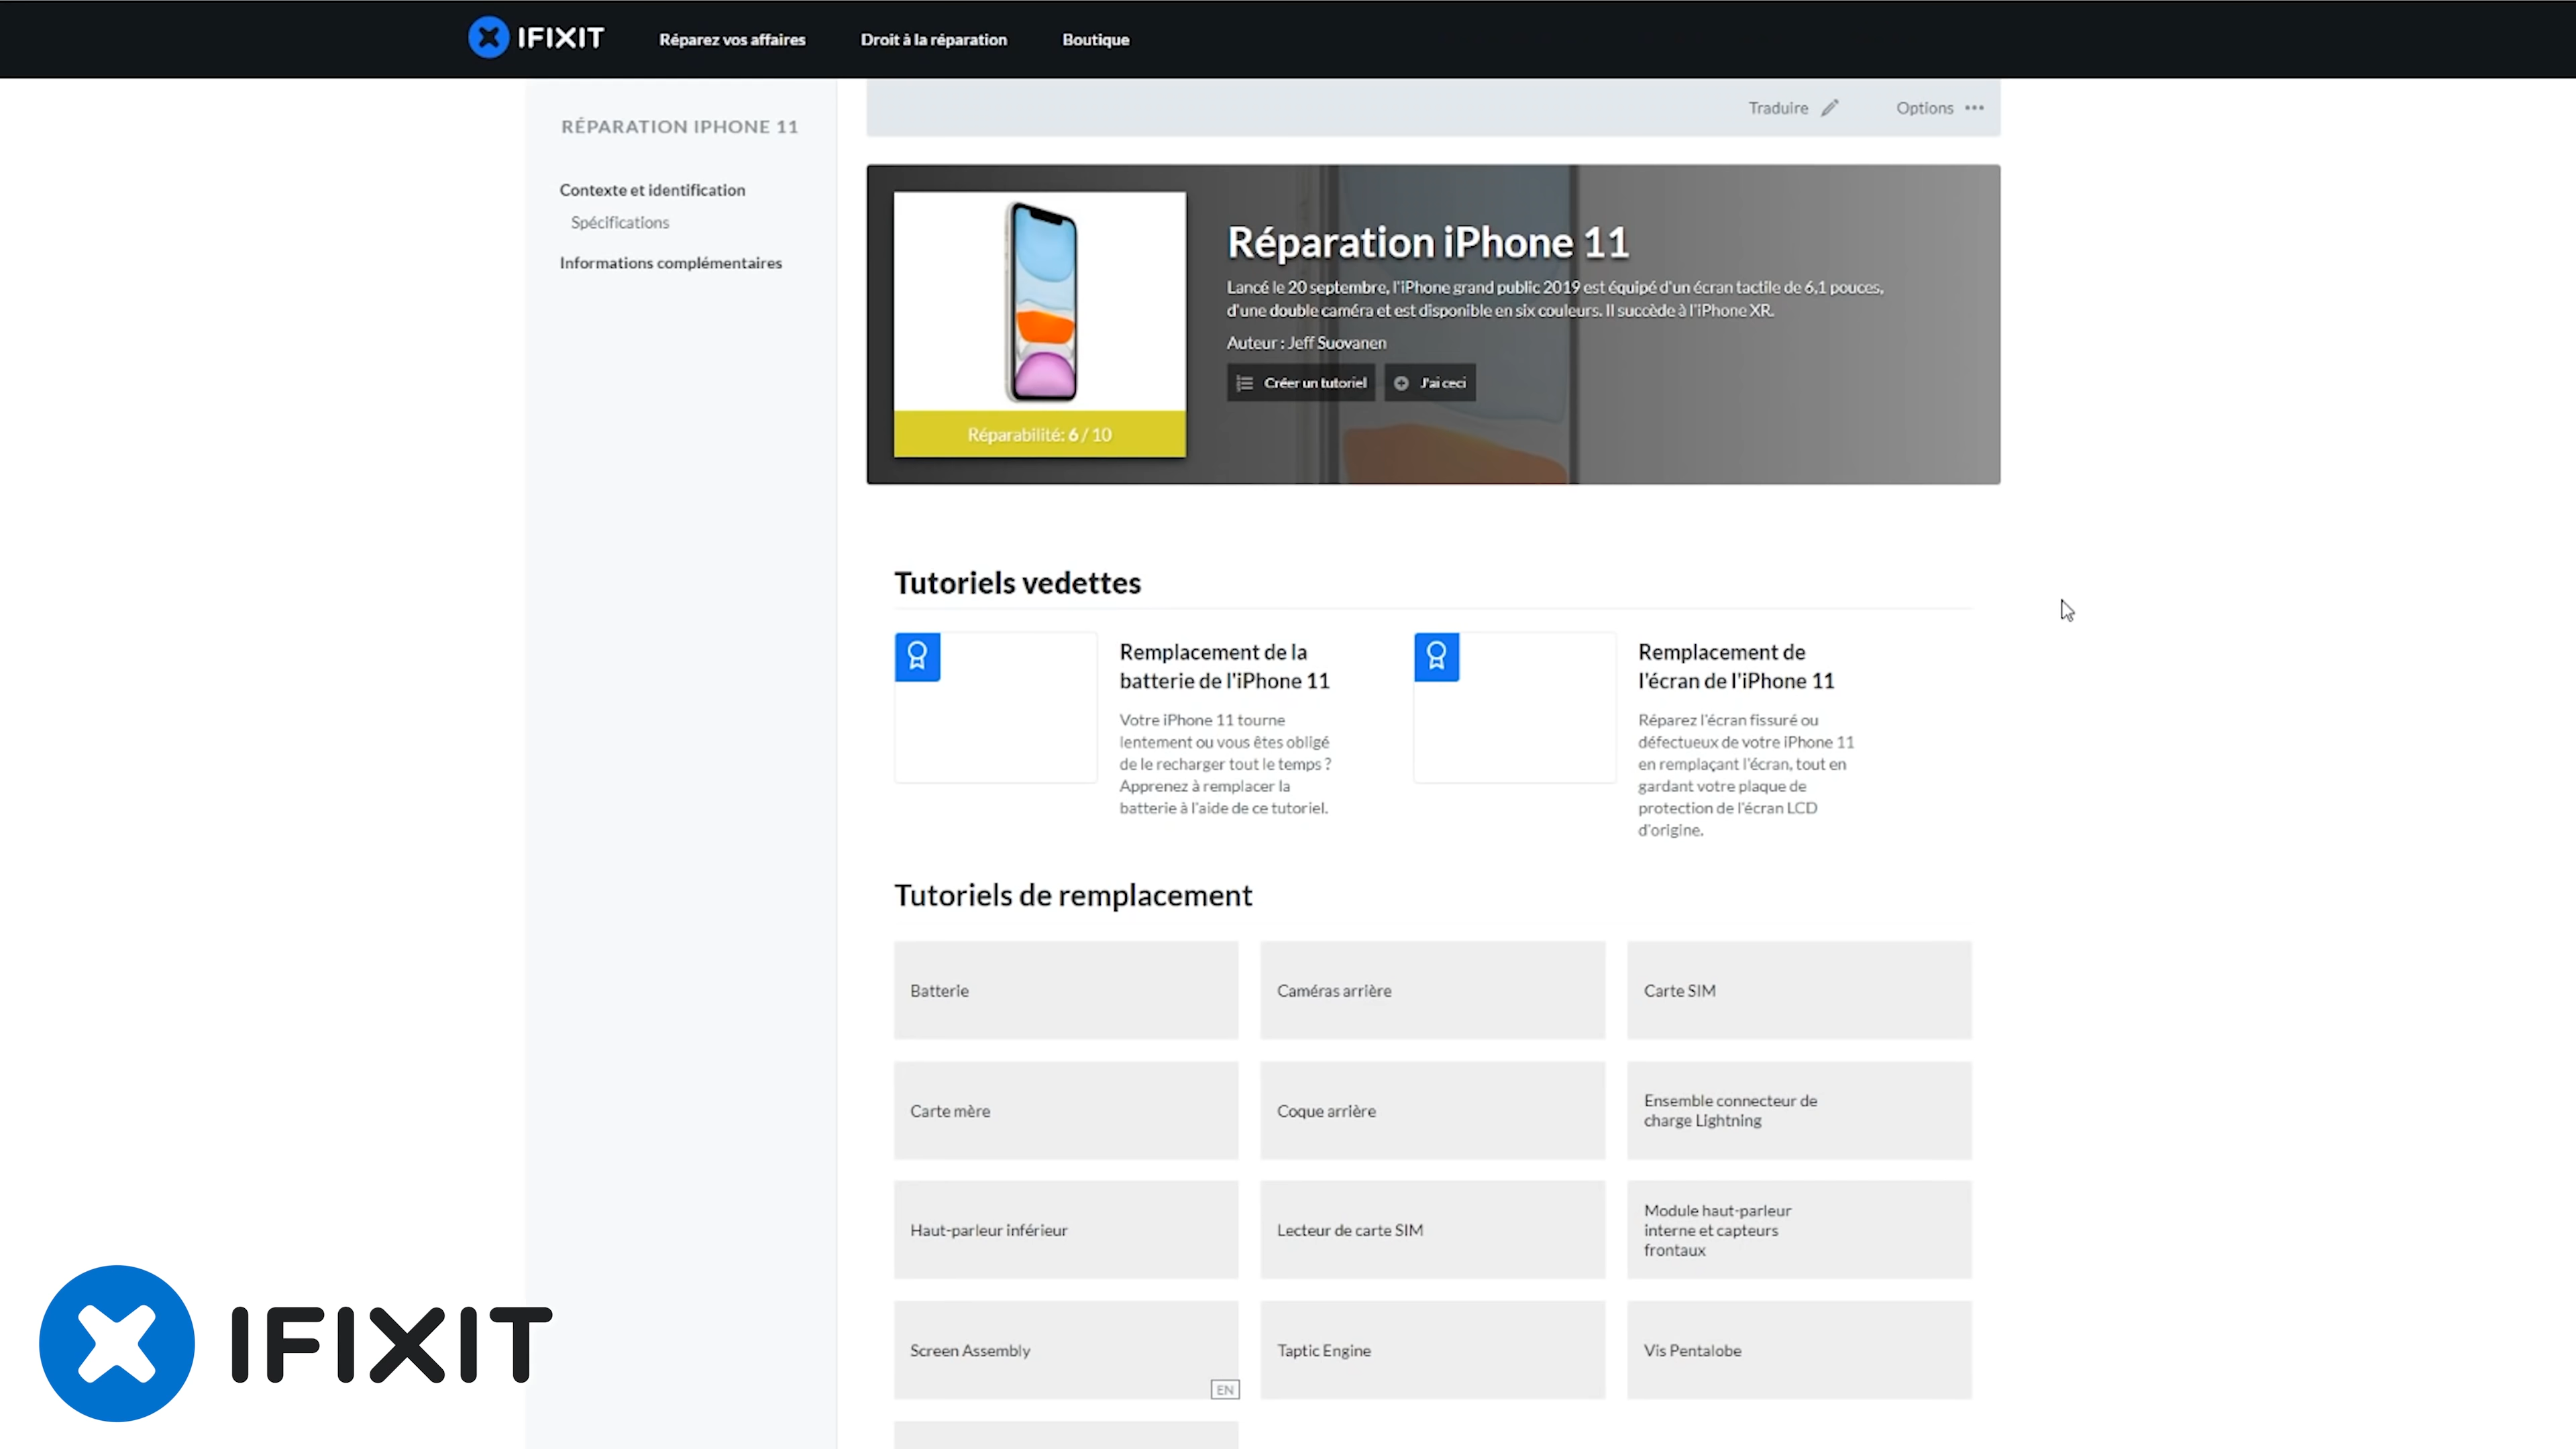 IFIXIT
Réparez vos affaires
Droit à la réparation
Boutique
RÉPARATION IPHONE 11
Contexte et identification
Spécifications
Informations complémentaires
Traduire
Options
Réparation iPhone 11
Lancé le 20 septembre, l'iPhone grand public 2019 est équipé d'un écran tactile de 6,1 pouces,
d'une double caméra et est disponible en six couleurs. Il succède à l'iPhone XR.
Auteur : Jeff Suovanen
Créer un tutoriel
J'ai ceci
Réparabilité: 6 / 10
Tutoriels vedettes
Remplacement de la
batterie de l'iPhone 11
Votre iPhone 11 tourne
lentement ou vous êtes obligé
de le recharger tout le temps ?
Apprenez à remplacer la
batterie à l'aide de ce tutoriel.
Remplacement de
l'écran de l'iPhone 11
Réparez l'écran fissuré ou
défectueux de votre iPhone 11
en remplaçant l'écran, tout en
gardant votre plaque de
protection de l'écran LCD
d'origine.
Tutoriels de remplacement
Batterie
Caméras arrière
Carte SIM
Carte mère
Coque arrière
Ensemble connecteur de
charge Lightning
Haut-parleur inférieur
Lecteur de carte SIM
Module haut-parleur
interne et capteurs
frontaux
Screen Assembly
EN
Taptic Engine
Vis Pentalobe
IFIXIT